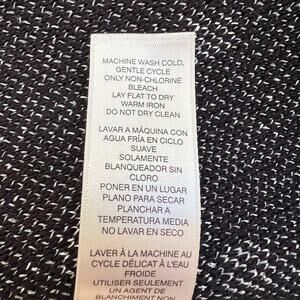 MACHINE WASH COLD,
GENTLE CYCLE
ONLY NON-CHLORINE
BLEACH
LAY FLAT TO DRY
WARM IRON
DO NOT DRY CLEAN
LAVAR A MÁQUINA CON
AGUA FRÍA EN CICLO
SUAVE
SOLAMENTE
BLANQUEADOR SIN
CLORO
PONER EN UN LUGAR
PLANO PARA SECAR
PLANCHAR A
TEMPERATURA MEDIA
NO LAVAR EN SECO
LAVER À LA MACHINE AU
CYCLE DÉLICAT À L'EAU
FROIDE
UTILISER SEULEMENT
UN AGENT DE
BLANCHIMENT NON